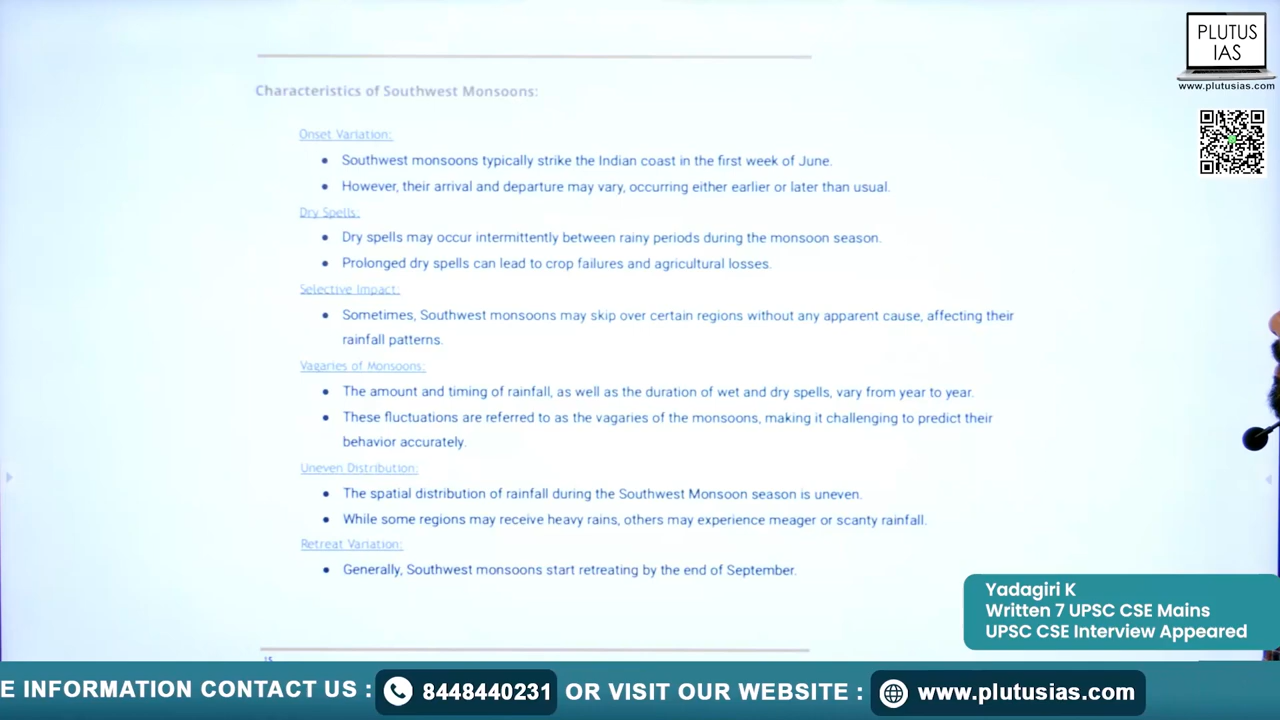 PLUTUS
IAS
www.plutusias.com
Characteristics of Southwest Monsoons:
Onset Variation:
• Southwest monsoons typically strike the Indian coast in the first week of June.
• However, their arrival and departure may vary, occurring either earlier or later than usual.
Dry Spells:
• Dry spells may occur intermittently between rainy periods during the monsoon season.
• Prolonged dry spells can lead to crop failures and agricultural losses.
Selective Impact:
• Sometimes, Southwest monsoons may skip over certain regions without any apparent cause, affecting their
rainfall patterns.
Vagaries of Monsoons:
• The amount and timing of rainfall, as well as the duration of wet and dry spells, vary from year to year.
• These fluctuations are referred to as the vagaries of the monsoons, making it challenging to predict their
behavior accurately.
Uneven Distribution:
• The spatial distribution of rainfall during the Southwest Monsoon season is uneven.
• While some regions may receive heavy rains, others may experience meager or scanty rainfall.
Retreat Variation:
• Generally, Southwest monsoons start retreating by the end of September.
Yadagiri K
Written 7 UPSC CSE Mains
UPSC CSE Interview Appeared
E INFORMATION CONTACT US : 8448440231 OR VISIT OUR WEBSITE : www.plutusias.com